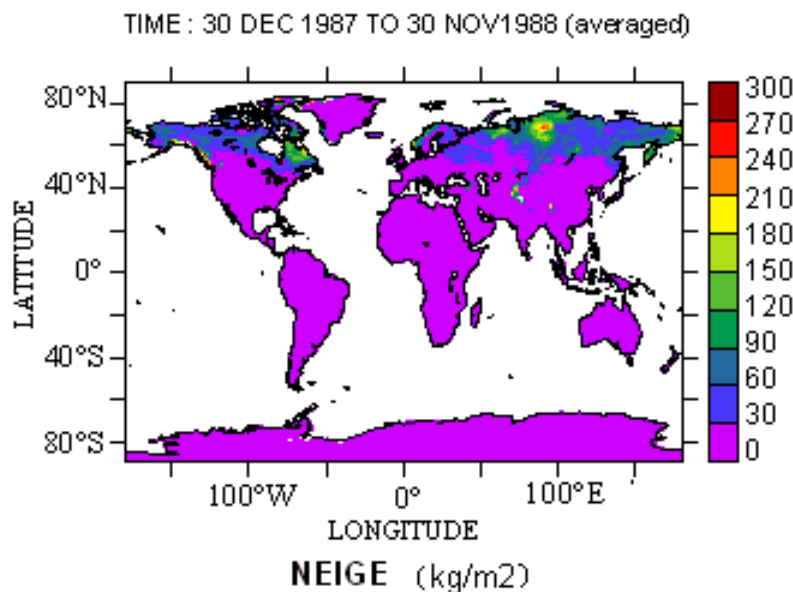 TIME : 30 DEC 1987 TO 30 NOV1988 (averaged)
80°N
40°N
0°
40°S
80°S
LATITUDE
100°W 0° 100°E
LONGITUDE
NEIGE (kg/m2)
300
270
240
210
180
150
120
90
60
30
0